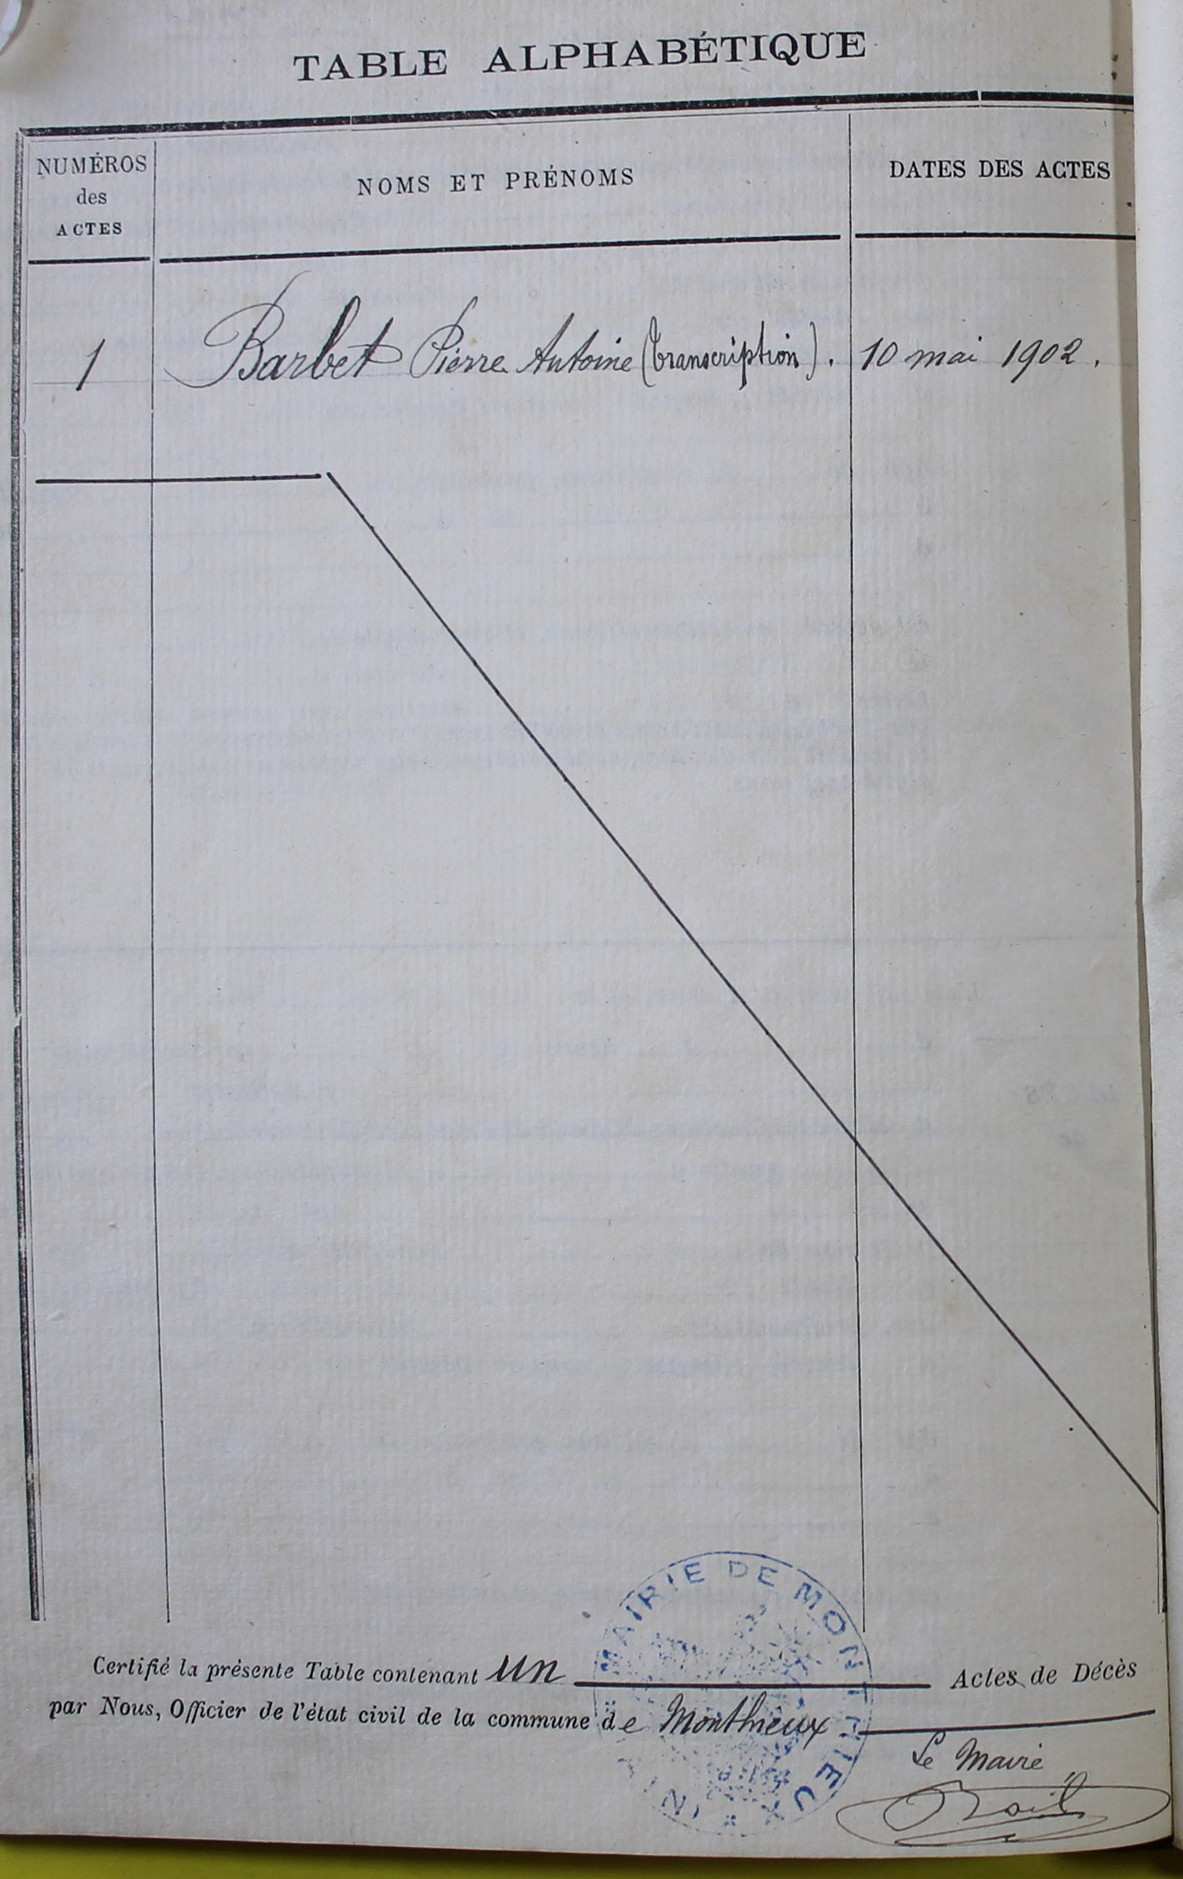 TABLE ALPHABÉTIQUE
NUMÉROS
des
ACTES
NOMS ET PRÉNOMS
DATES DES ACTES
1 Barbet Pierre Antoine (transcription). 10 mai 1902.
Certifié la présente Table contenant un Actes de Décès
par Nous, Officier de l'état civil de la commune de Monthieux
MAIRIE DE MONTHIEUX
Le Maire